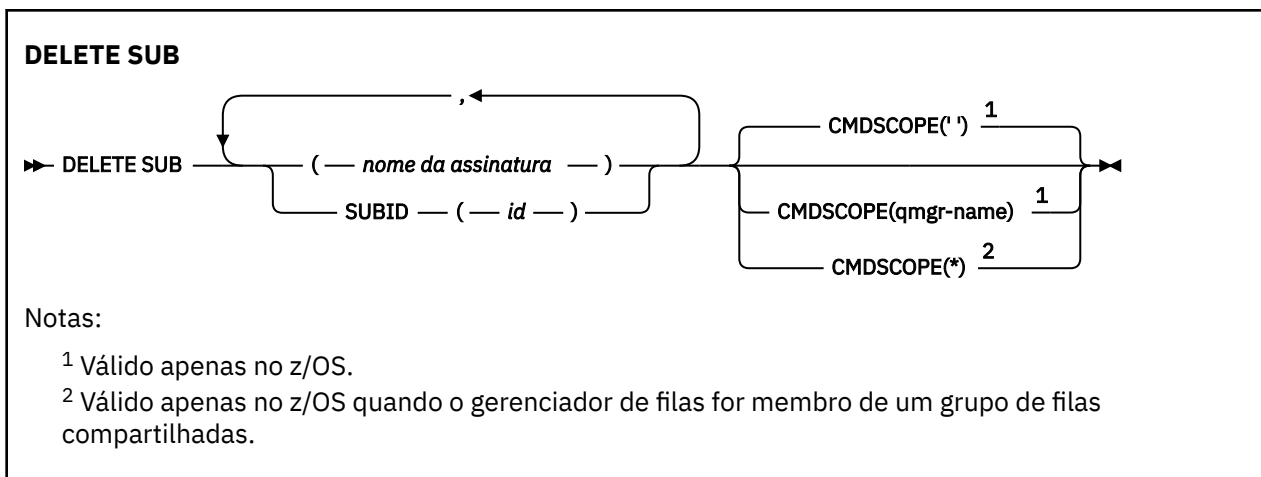 DELETE SUB
,
DELETE SUB ( nome da assinatura )
SUBID ( id )
CMDSCOPE(' ') 1
CMDSCOPE(qmgr-name) 1
CMDSCOPE(*) 2
Notas:
1 Válido apenas no z/OS.
2 Válido apenas no z/OS quando o gerenciador de filas for membro de um grupo de filas
compartilhadas.